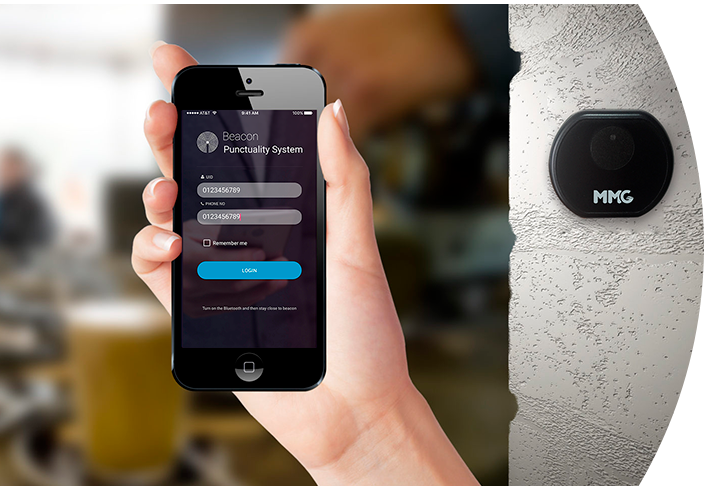 AT&T 9:41 AM 100%
Beacon
Punctuality System
UID
0123456789
PHONE NO
0123456789
Remember me
LOGIN
Turn on the Bluetooth and then stay close to beacon
MMG